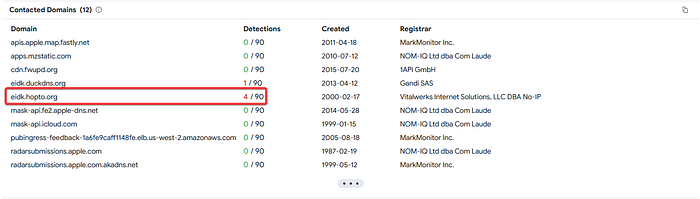 Contacted Domains (12)
Domain Detections Created Registrar
apis.apple.map.fastly.net 0 / 90 2011-04-18 MarkMonitor Inc.
apps.mzstatic.com 0 / 90 2010-07-12 NOM-IQ Ltd dba Com Laude
cdn.fwupd.org 0 / 90 2015-07-20 1API GmbH
eidk.duckdns.org 1 / 90 2013-04-12 Gandi SAS
eidk.hopto.org 4 / 90 2000-02-17 Vitalwerks Internet Solutions, LLC DBA No-IP
mask-api.fe2.apple-dns.net 0 / 90 2014-05-28 NOM-IQ Ltd dba Com Laude
mask-api.icloud.com 0 / 90 1999-01-15 NOM-IQ Ltd dba Com Laude
pubingress-feedback-1a6fe9caff1148fe.elb.us-west-2.amazonaws.com 0 / 90 2005-08-18 MarkMonitor Inc.
radarsubmissions.apple.com 0 / 90 1987-02-19 NOM-IQ Ltd dba Com Laude
radarsubmissions.apple.com.akadns.net 0 / 90 1999-05-12 MarkMonitor Inc.